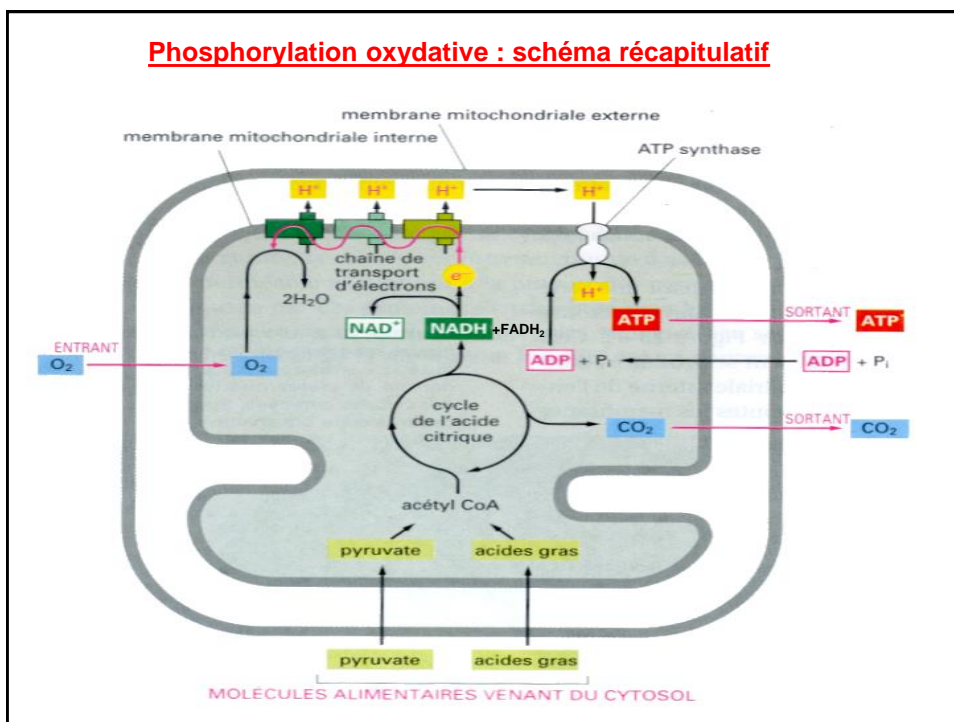 Phosphorylation oxydative : schéma récapitulatif
membrane mitochondriale externe
membrane mitochondriale interne
ATP synthase
H⁺ H⁺ H⁺ H⁺
chaîne de
transport
d'électrons
e⁻
H⁺
2H₂O
NAD⁺ NADH +FADH₂
ATP SORTANT ATP
ENTRANT
O₂ O₂
ADP + Pᵢ ADP + Pᵢ
cycle
de l'acide
citrique
CO₂ SORTANT CO₂
acétyl CoA
pyruvate acides gras
pyruvate acides gras
MOLÉCULES ALIMENTAIRES VENANT DU CYTOSOL